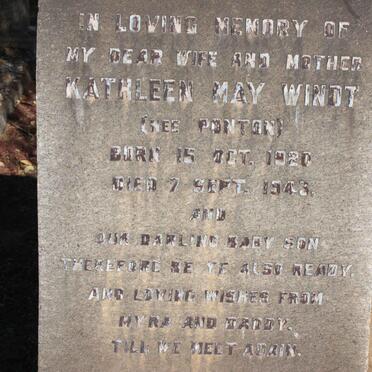 IN LOVING MEMORY OF
MY DEAR WIFE AND MOTHER
KATHLEEN MAY WINDT
(NEE PONTON)
BORN 15 OCT. 1920
DIED 7 SEPT. 1943.
AND
OUR DARLING BABY SON.
THEREFORE BE YE ALSO READY.
AND LOVING WISHES FROM
MYRA AND DADDY.
TILL WE MEET AGAIN.